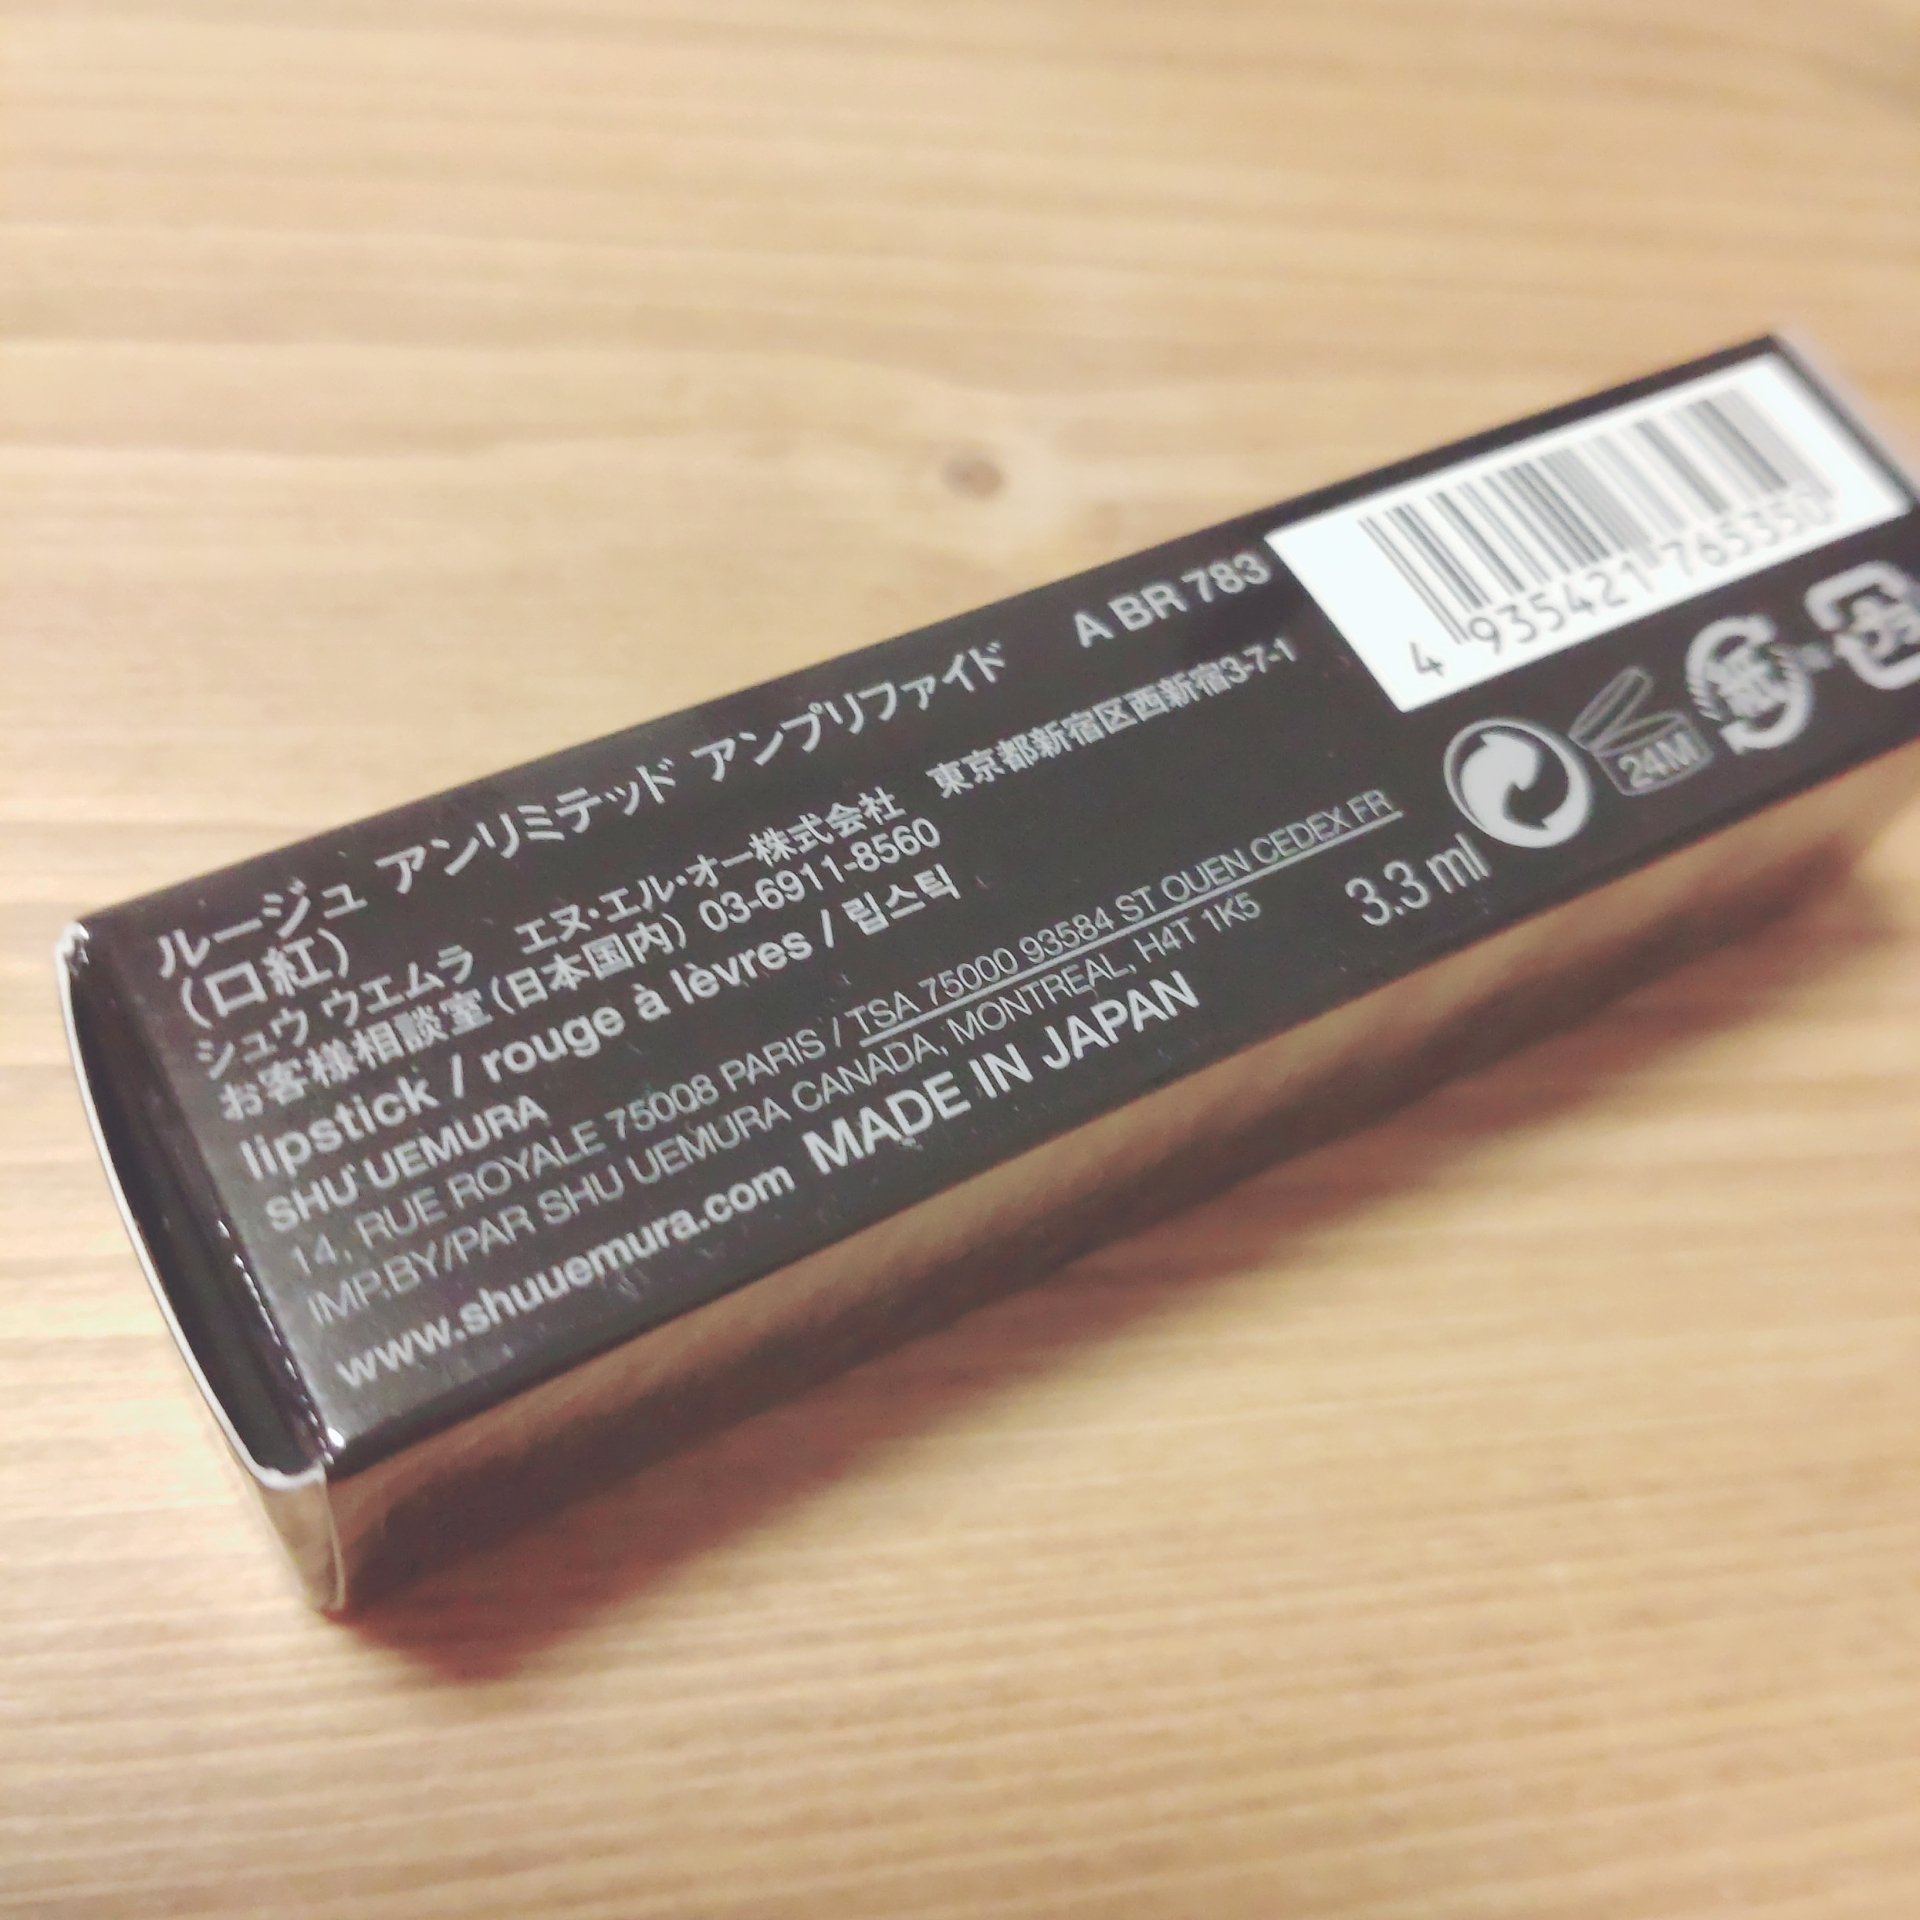 ルージュ アンリミテッド アンプリファイド A BR 783
(口紅)
シュウ ウエムラ エヌ・エル・オー株式会社 東京都新宿区西新宿3-7-1
お客様相談室(日本国内) 03-6911-8560
lipstick / rouge à lèvres / 립스틱
SHU UEMURA
14, RUE ROYALE 75008 PARIS / TSA 75000 93584 ST OUEN CEDEX FR
IMP.BY/PAR SHU UEMURA CANADA, MONTREAL, H4T 1K5
www.shuuemura.com MADE IN JAPAN
3.3 ml
24M
紙
4 935421 765350